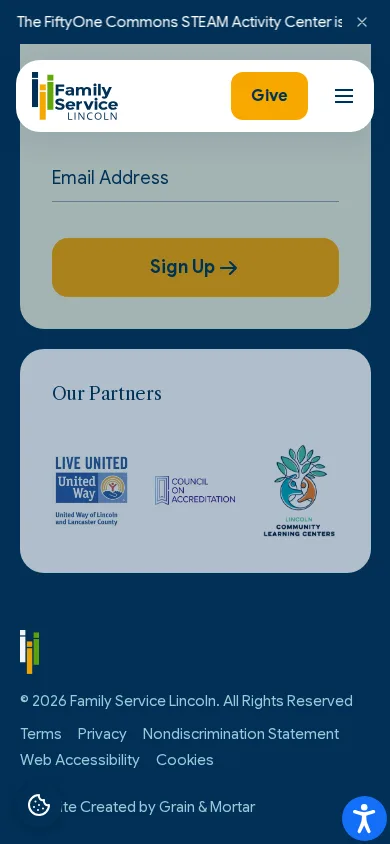 The FiftyOne Commons STEAM Activity Center is
Family
Service
LINCOLN
Give
Email Address
Sign Up
Our Partners
LIVE UNITED
United
Way
United Way
United Way of Lincoln
and Lancaster County
COUNCIL
ON
ACCREDITATION
LINCOLN
COMMUNITY
LEARNING CENTERS
© 2026 Family Service Lincoln. All Rights Reserved
Terms Privacy Nondiscrimination Statement
Web Accessibility Cookies
te Created by Grain & Mortar